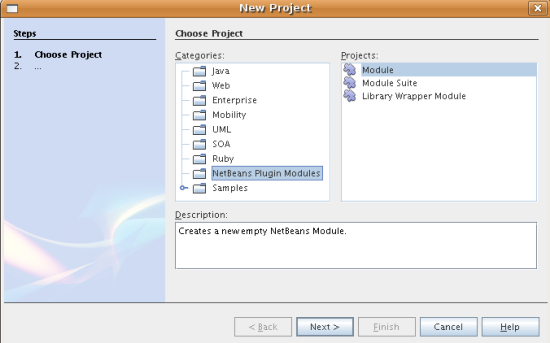 New Project
Steps
1. Choose Project
2. ...
Choose Project
Categories:
Java
Web
Enterprise
Mobility
UML
SOA
Ruby
NetBeans Plugin Modules
Samples
Projects:
Module
Module Suite
Library Wrapper Module
Description:
Creates a new empty NetBeans Module.
< Back
Next >
Finish
Cancel
Help